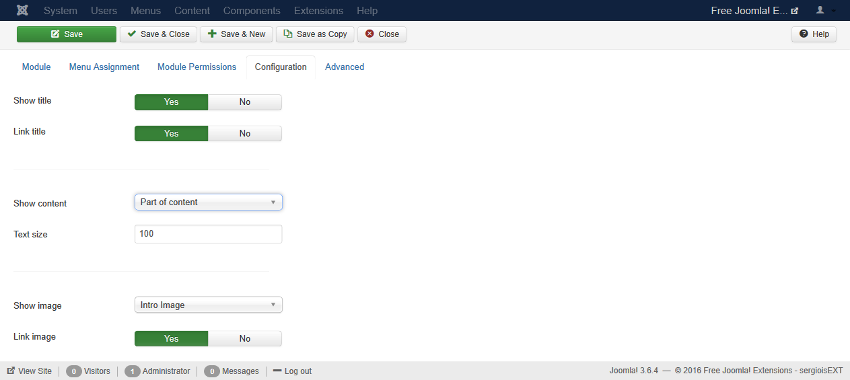 System Users Menus Content Components Extensions Help Free Joomla! E...
Save Save & Close Save & New Save as Copy Close Help
Module Menu Assignment Module Permissions Configuration Advanced
Show title Yes No
Link title Yes No
Show content Part of content
Text size 100
Show image Intro Image
Link image Yes No
View Site 0 Visitors 1 Administrator 0 Messages Log out Joomla! 3.6.4 — © 2016 Free Joomla! Extensions - sergioisEXT